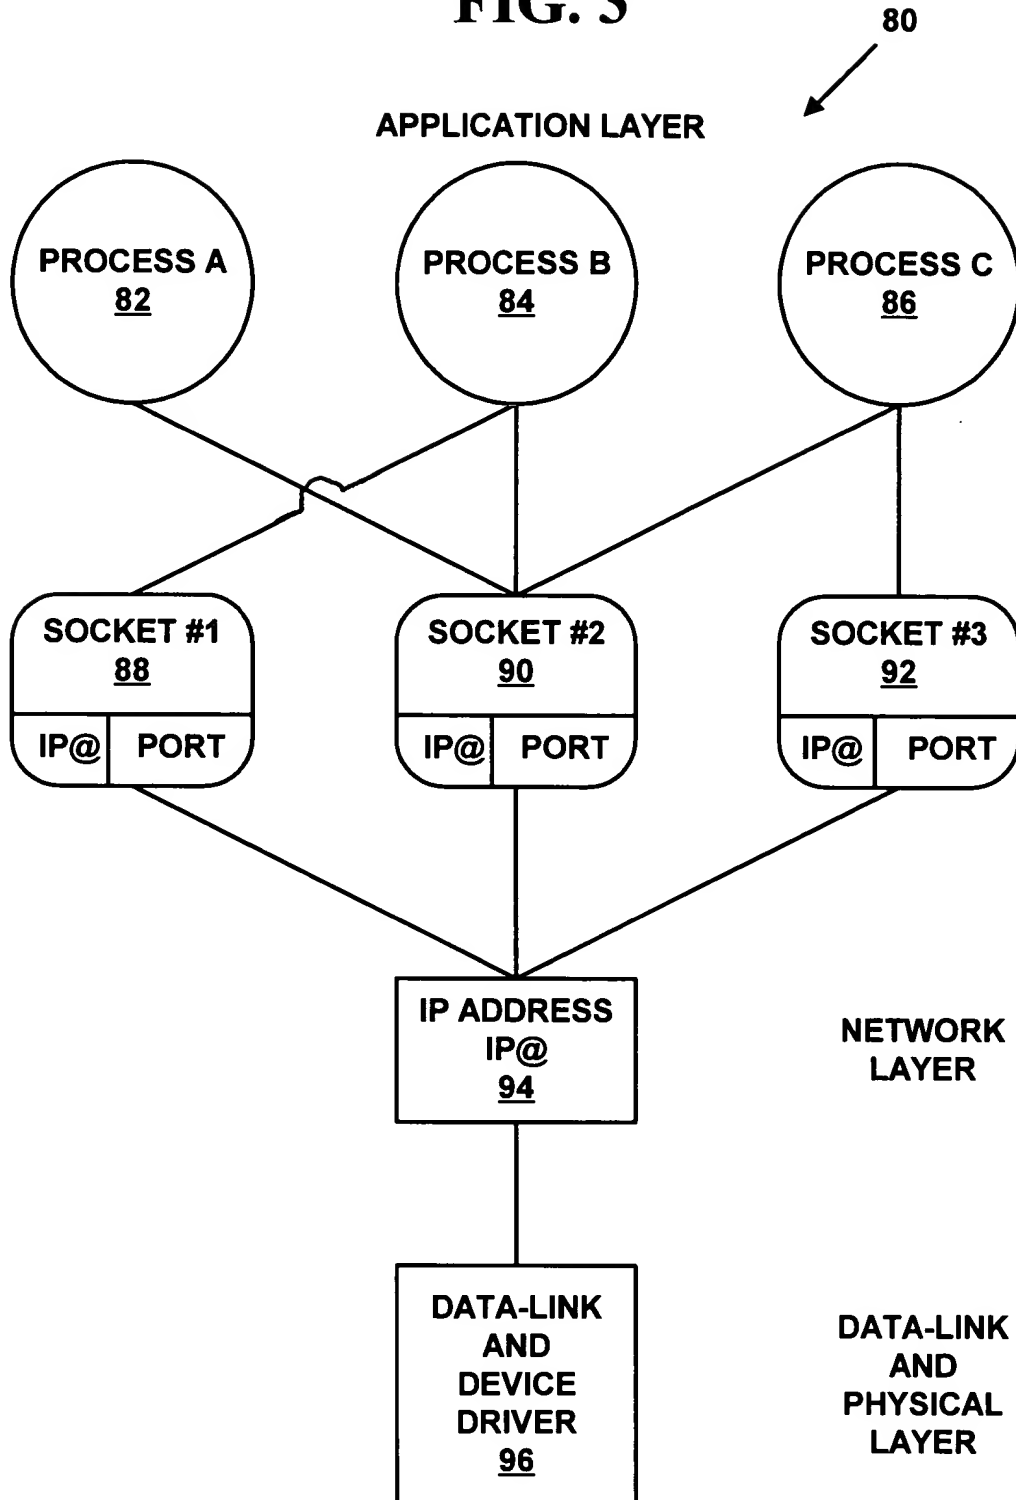 FIG. 5
80
APPLICATION LAYER
PROCESS A
82
PROCESS B
84
PROCESS C
86
SOCKET #1
88
IP@ PORT
SOCKET #2
90
IP@ PORT
SOCKET #3
92
IP@ PORT
IP ADDRESS
IP@
94
NETWORK
LAYER
DATA-LINK
AND
DEVICE
DRIVER
96
DATA-LINK
AND
PHYSICAL
LAYER